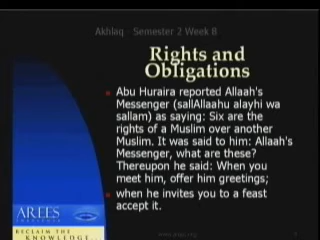 Akhlaq - Semester 2 Week 8
Rights and
Obligations
Abu Huraira reported Allaah's
Messenger (sallAllaahu alayhi wa
sallam) as saying: Six are the
rights of a Muslim over another
Muslim. It was said to him: Allaah's
Messenger, what are these?
Thereupon he said: When you
meet him, offer him greetings;
when he invites you to a feast
accept it.
RECLAIM THE
KNOWLEDGE...